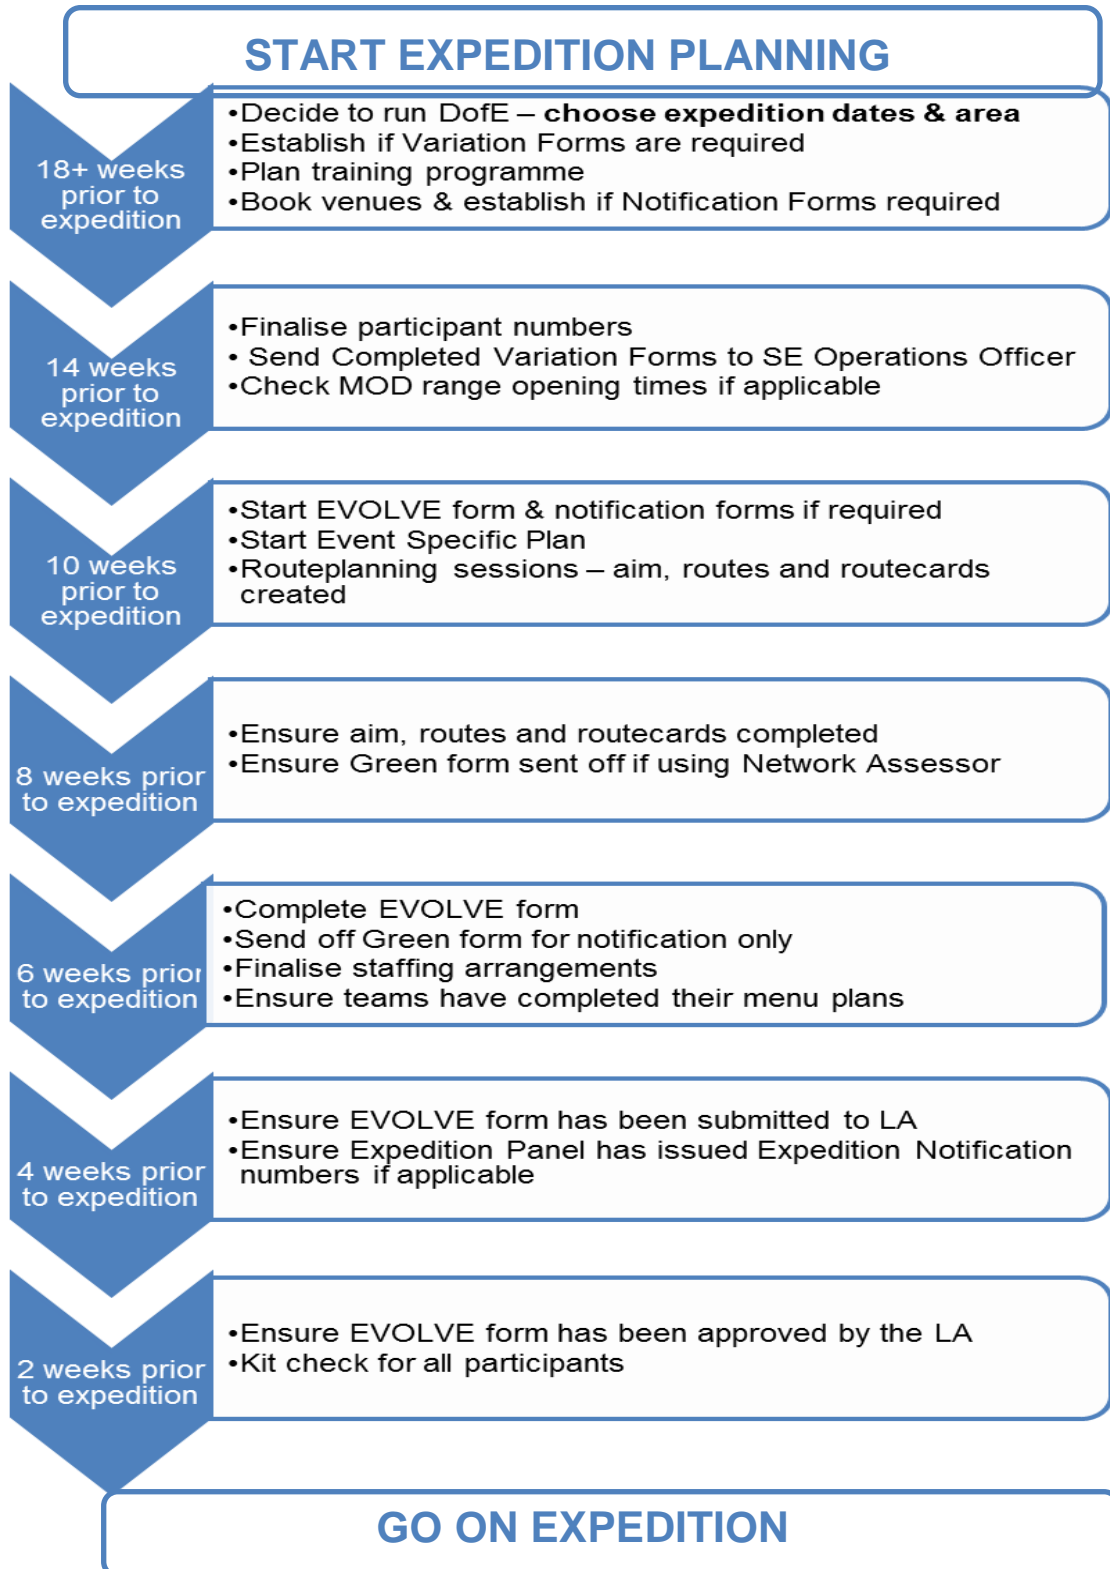 START EXPEDITION PLANNING
18+ weeks
prior to
expedition
•Decide to run DofE – choose expedition dates & area
•Establish if Variation Forms are required
•Plan training programme
•Book venues & establish if Notification Forms required
14 weeks
prior to
expedition
•Finalise participant numbers
• Send Completed Variation Forms to SE Operations Officer
•Check MOD range opening times if applicable
10 weeks
prior to
expedition
•Start EVOLVE form & notification forms if required
•Start Event Specific Plan
•Routeplanning sessions – aim, routes and routecards
created
8 weeks prior
to expedition
•Ensure aim, routes and routecards completed
•Ensure Green form sent off if using Network Assessor
6 weeks prior
to expedition
•Complete EVOLVE form
•Send off Green form for notification only
•Finalise staffing arrangements
•Ensure teams have completed their menu plans
4 weeks prior
to expedition
•Ensure EVOLVE form has been submitted to LA
•Ensure Expedition Panel has issued Expedition Notification
numbers if applicable
2 weeks prior
to expedition
•Ensure EVOLVE form has been approved by the LA
•Kit check for all participants
GO ON EXPEDITION